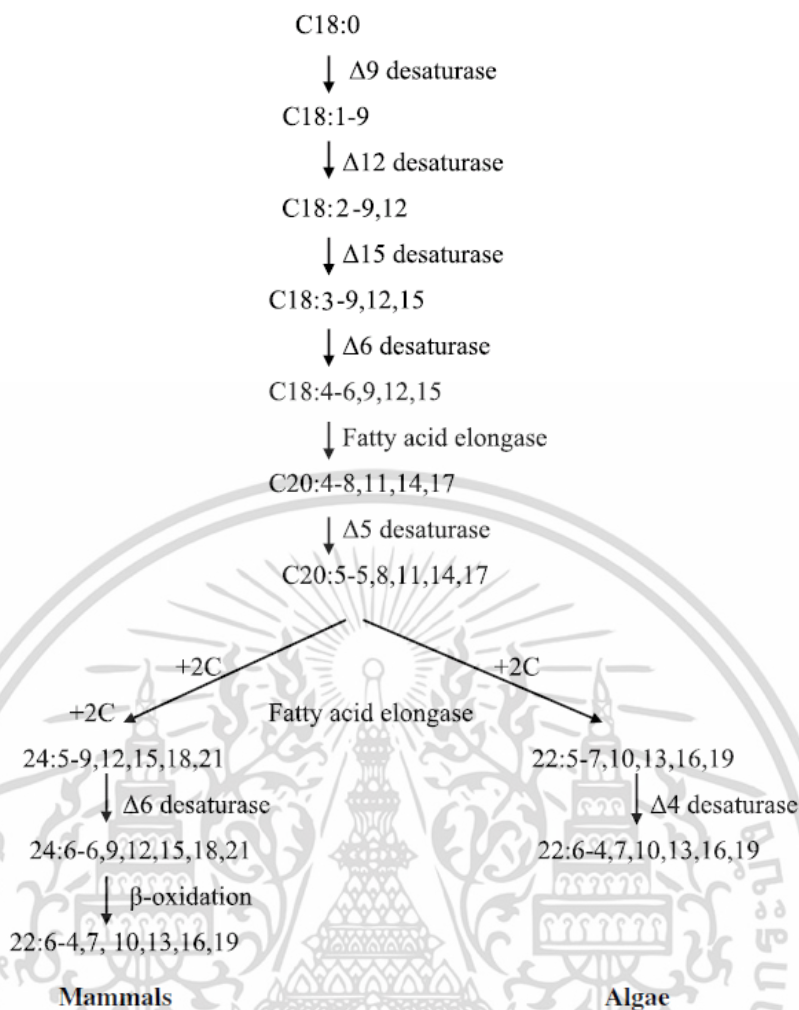 C18:0
Δ9 desaturase
C18:1-9
Δ12 desaturase
C18:2-9,12
Δ15 desaturase
C18:3-9,12,15
Δ6 desaturase
C18:4-6,9,12,15
Fatty acid elongase
C20:4-8,11,14,17
Δ5 desaturase
C20:5-5,8,11,14,17
+2C +2C
+2C Fatty acid elongase
24:5-9,12,15,18,21 22:5-7,10,13,16,19
Δ6 desaturase Δ4 desaturase
24:6-6,9,12,15,18,21 22:6-4,7,10,13,16,19
β-oxidation
22:6-4,7, 10,13,16,19
Mammals Algae